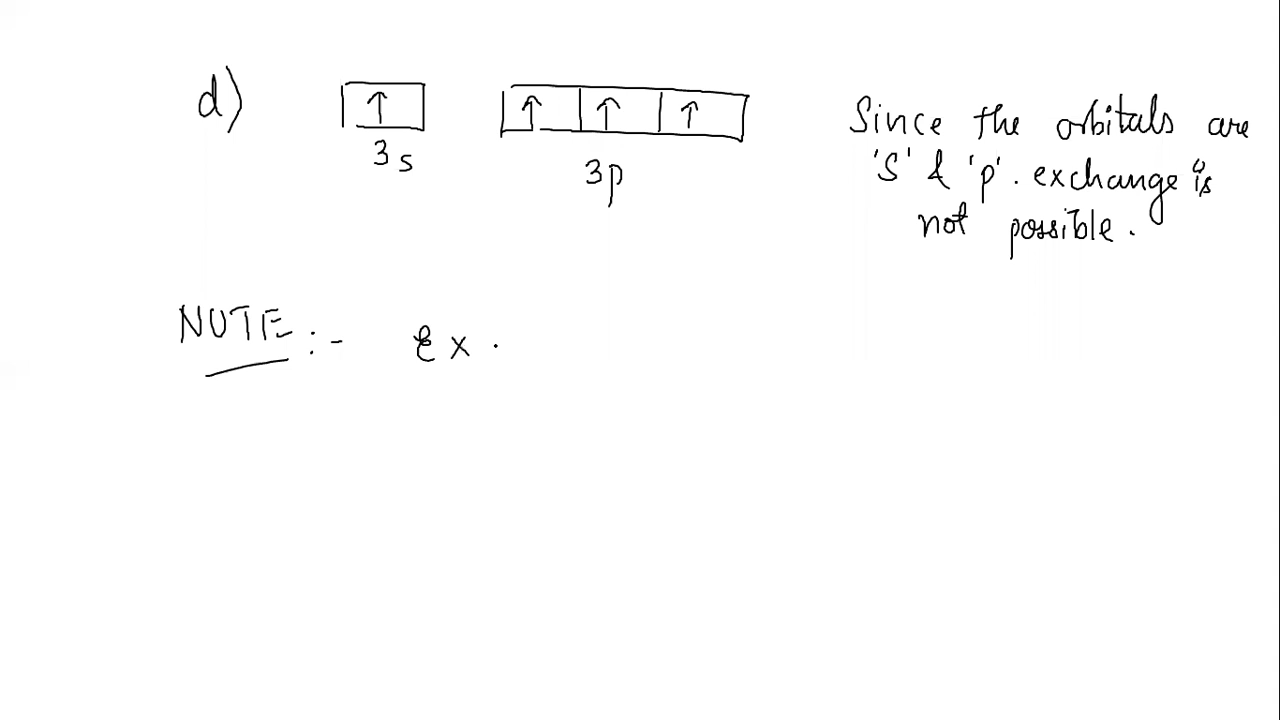 d) ↑ ↑ ↑ ↑
3s 3p
Since the orbitals are
's' & 'p'. exchange is
not possible.
NOTE :- Ex.